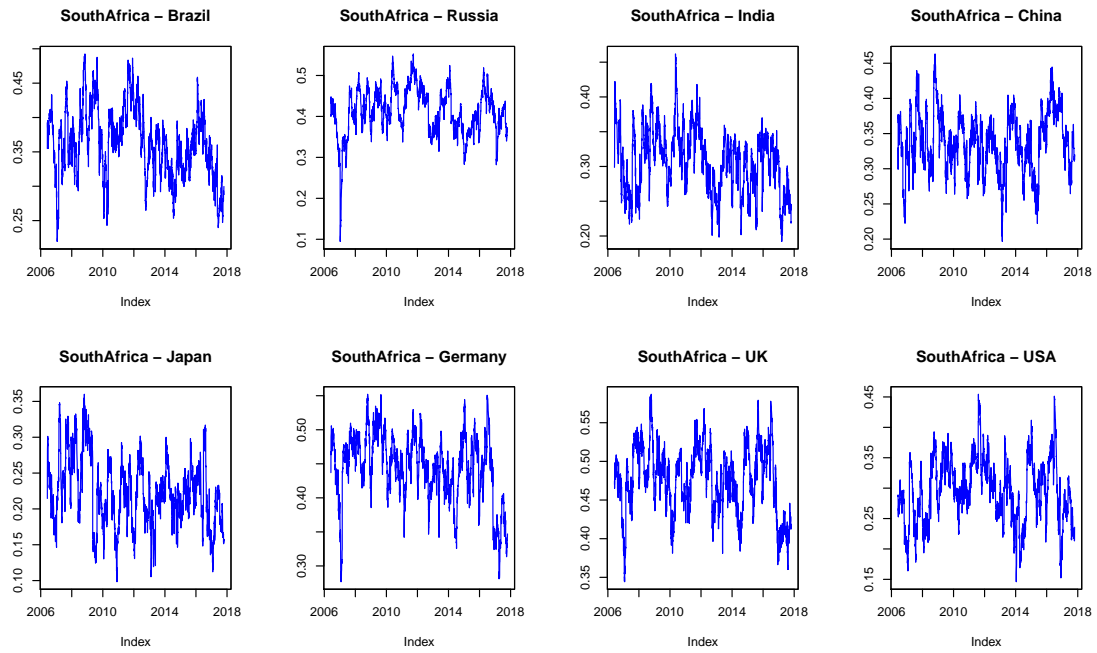 SouthAfrica − Brazil
0.25 0.35 0.45
2006 2010 2014 2018
Index
SouthAfrica − Russia
0.1 0.2 0.3 0.4 0.5
2006 2010 2014 2018
Index
SouthAfrica − India
0.20 0.30 0.40
2006 2010 2014 2018
Index
SouthAfrica − China
0.20 0.25 0.30 0.35 0.40 0.45
2006 2010 2014 2018
Index
SouthAfrica − Japan
0.10 0.15 0.20 0.25 0.30 0.35
2006 2010 2014 2018
Index
SouthAfrica − Germany
0.30 0.40 0.50
2006 2010 2014 2018
Index
SouthAfrica − UK
0.35 0.40 0.45 0.50 0.55
2006 2010 2014 2018
Index
SouthAfrica − USA
0.15 0.25 0.35 0.45
2006 2010 2014 2018
Index